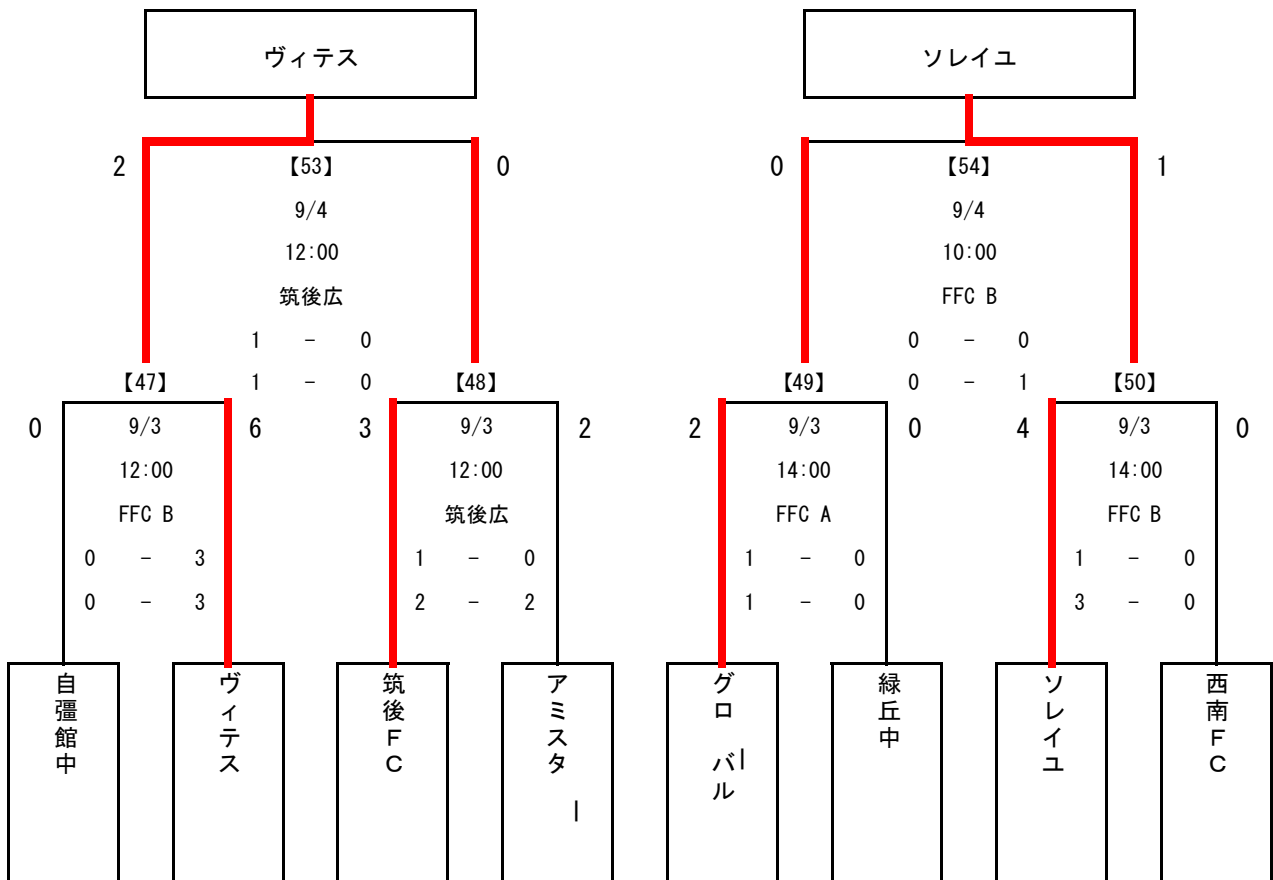 ヴィテス ソレイユ
2 【53】 0 0 【54】 1
9/4 9/4
12:00 10:00
筑後広 FFC B
1 - 0 0 - 0
【47】 1 - 0 【48】 【49】 0 - 1 【50】
0 9/3 6 3 9/3 2 2 9/3 0 4 9/3 0
12:00 12:00 14:00 14:00
FFC B 筑後広 FFC A FFC B
0 - 3 1 - 0 1 - 0 1 - 0
0 - 3 2 - 2 1 - 0 3 - 0
自彊館中
ヴィテス
筑後FC
アミスター
グローバル
緑丘中
ソレイユ
西南FC